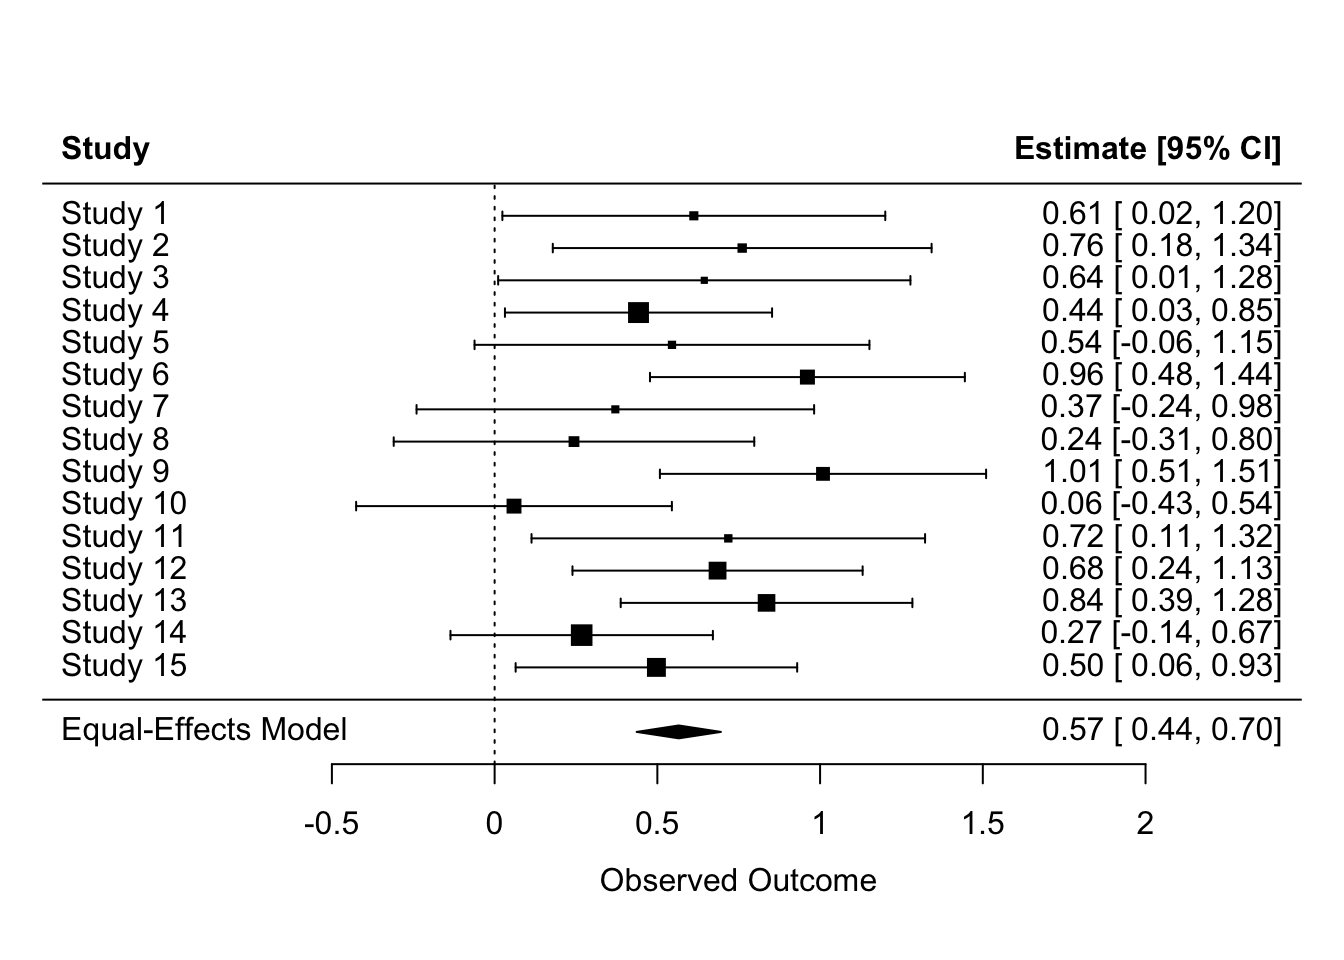 Study Estimate [95% CI]
Study 1 0.61 [ 0.02, 1.20]
Study 2 0.76 [ 0.18, 1.34]
Study 3 0.64 [ 0.01, 1.28]
Study 4 0.44 [ 0.03, 0.85]
Study 5 0.54 [-0.06, 1.15]
Study 6 0.96 [ 0.48, 1.44]
Study 7 0.37 [-0.24, 0.98]
Study 8 0.24 [-0.31, 0.80]
Study 9 1.01 [ 0.51, 1.51]
Study 10 0.06 [-0.43, 0.54]
Study 11 0.72 [ 0.11, 1.32]
Study 12 0.68 [ 0.24, 1.13]
Study 13 0.84 [ 0.39, 1.28]
Study 14 0.27 [-0.14, 0.67]
Study 15 0.50 [ 0.06, 0.93]
Equal-Effects Model 0.57 [ 0.44, 0.70]
-0.5 0 0.5 1 1.5 2
Observed Outcome